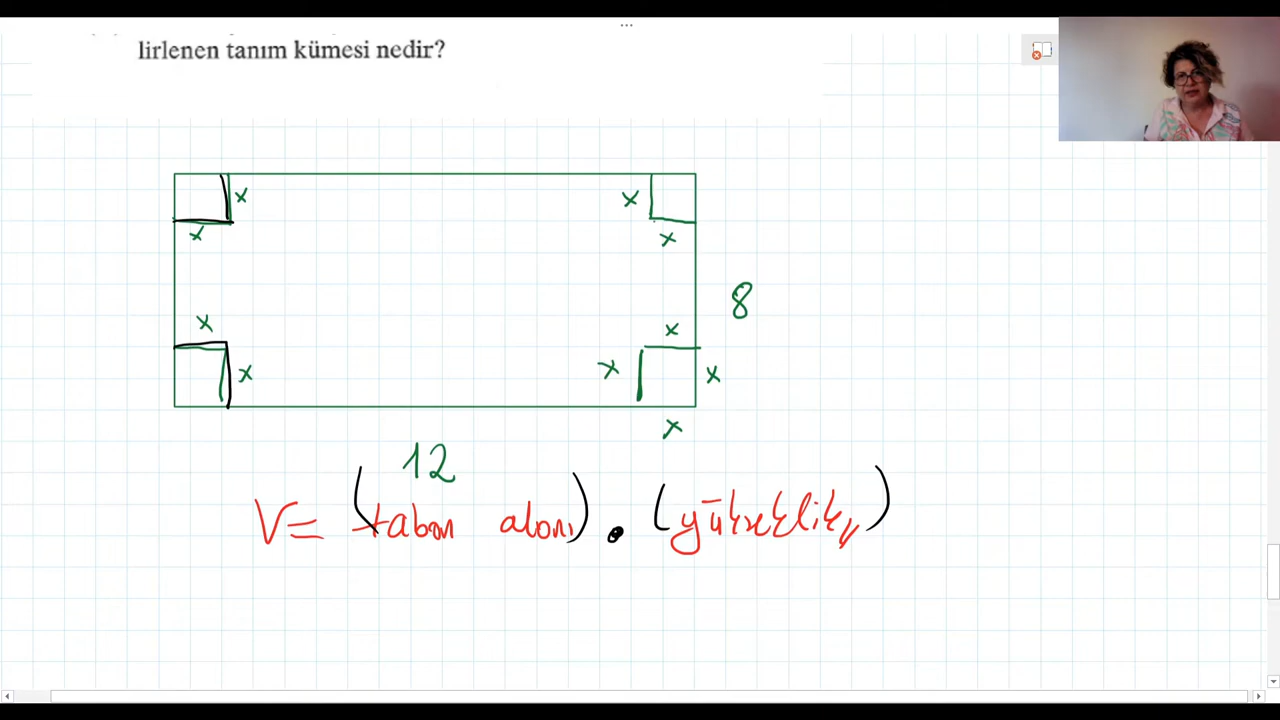 lirlenen tanım kümesi nedir?
x
x
x
x
8
x
x
x
x
x
x
12
V = (taban alanı) . (yükseklik)